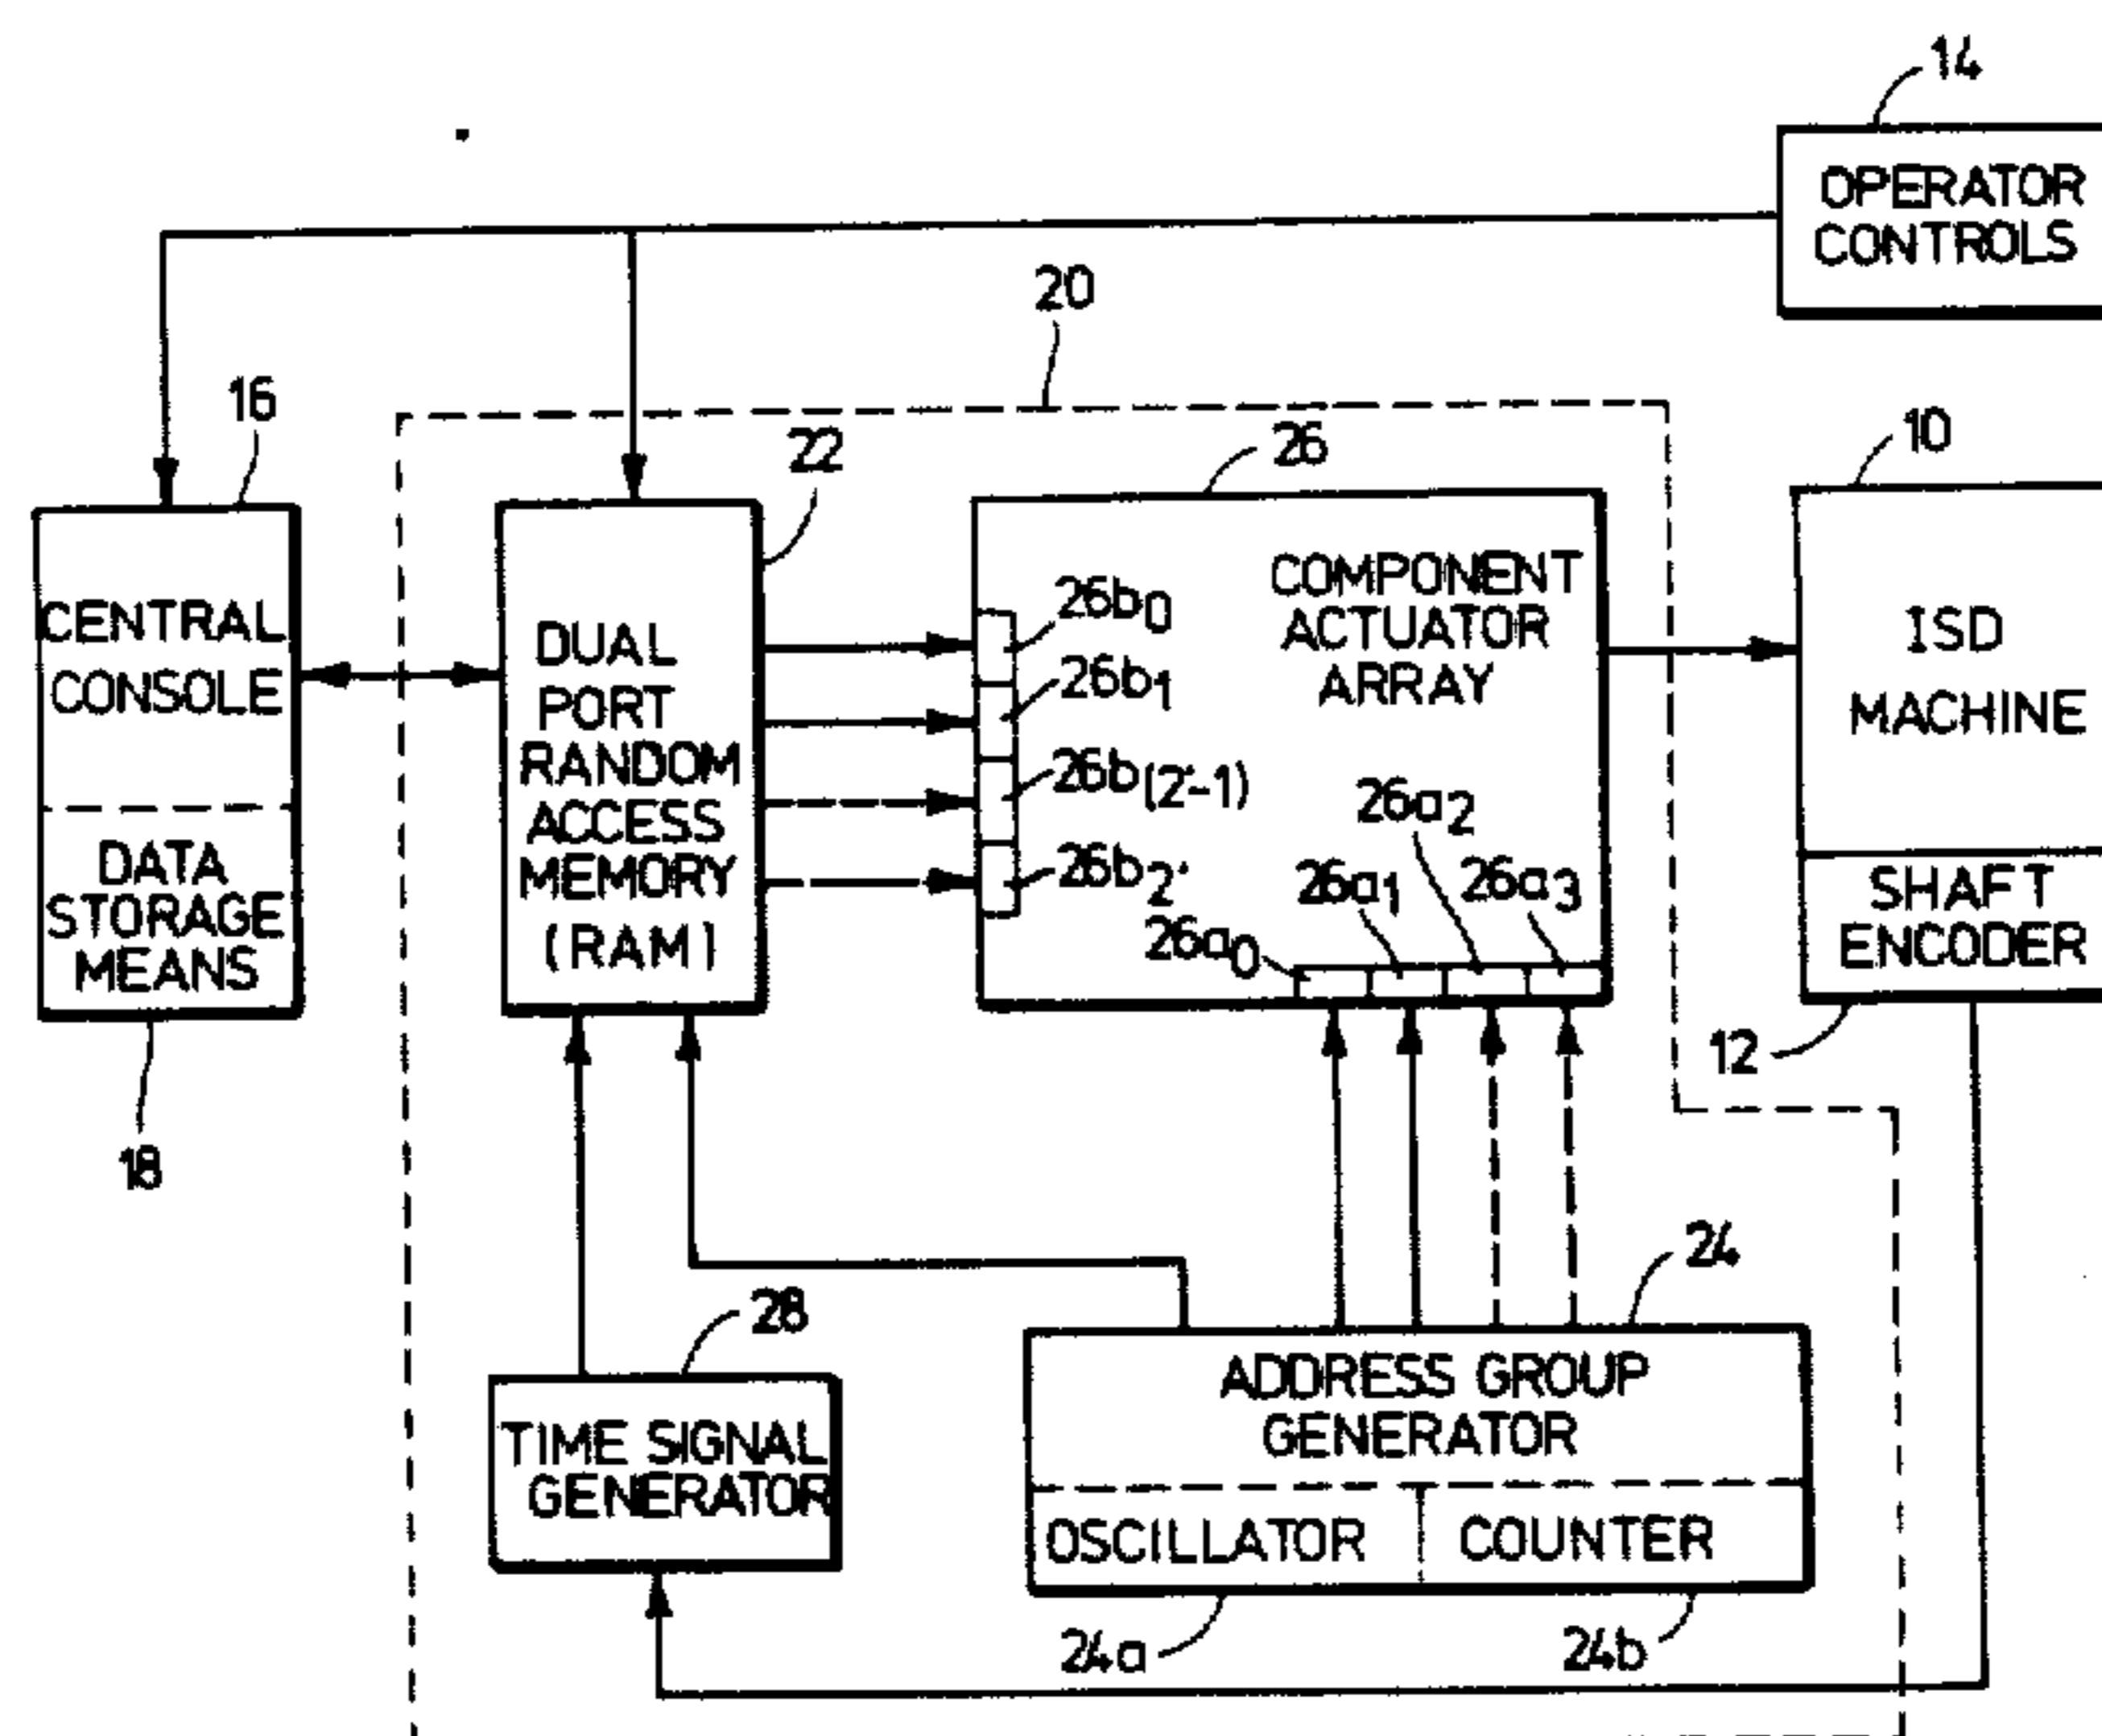 14
OPERATOR
CONTROLS
20
16
22
26
10
CENTRAL
CONSOLE
DATA
STORAGE
MEANS
18
DUAL
PORT
RANDOM
ACCESS
MEMORY
(RAM)
26b0
26b1
26b(2'-1)
26b2'
COMPONENT
ACTUATOR
ARRAY
26a0
26a1
26a2
26a3
ISD
MACHINE
SHAFT
ENCODER
12
28
TIME SIGNAL
GENERATOR
24
ADDRESS GROUP
GENERATOR
OSCILLATOR
COUNTER
24a
24b